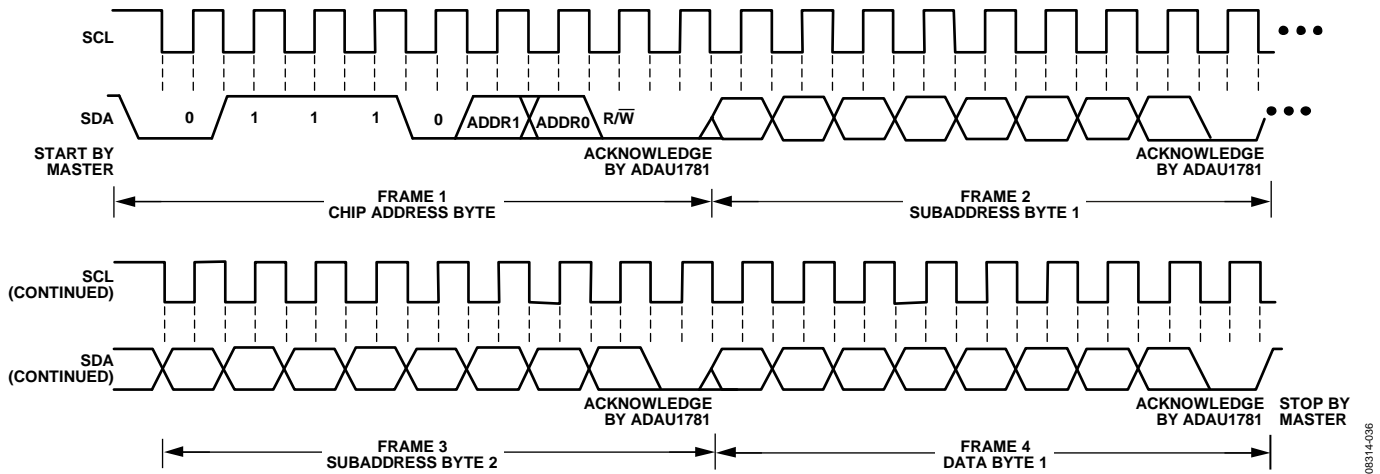 SCL
SDA
0 1 1 1 0 ADDR1 ADDR0 R/W̅
START BY
MASTER
ACKNOWLEDGE
BY ADAU1781
ACKNOWLEDGE
BY ADAU1781
FRAME 1
CHIP ADDRESS BYTE
FRAME 2
SUBADDRESS BYTE 1
SCL
(CONTINUED)
SDA
(CONTINUED)
ACKNOWLEDGE
BY ADAU1781
ACKNOWLEDGE
BY ADAU1781
STOP BY
MASTER
FRAME 3
SUBADDRESS BYTE 2
FRAME 4
DATA BYTE 1
08314-036